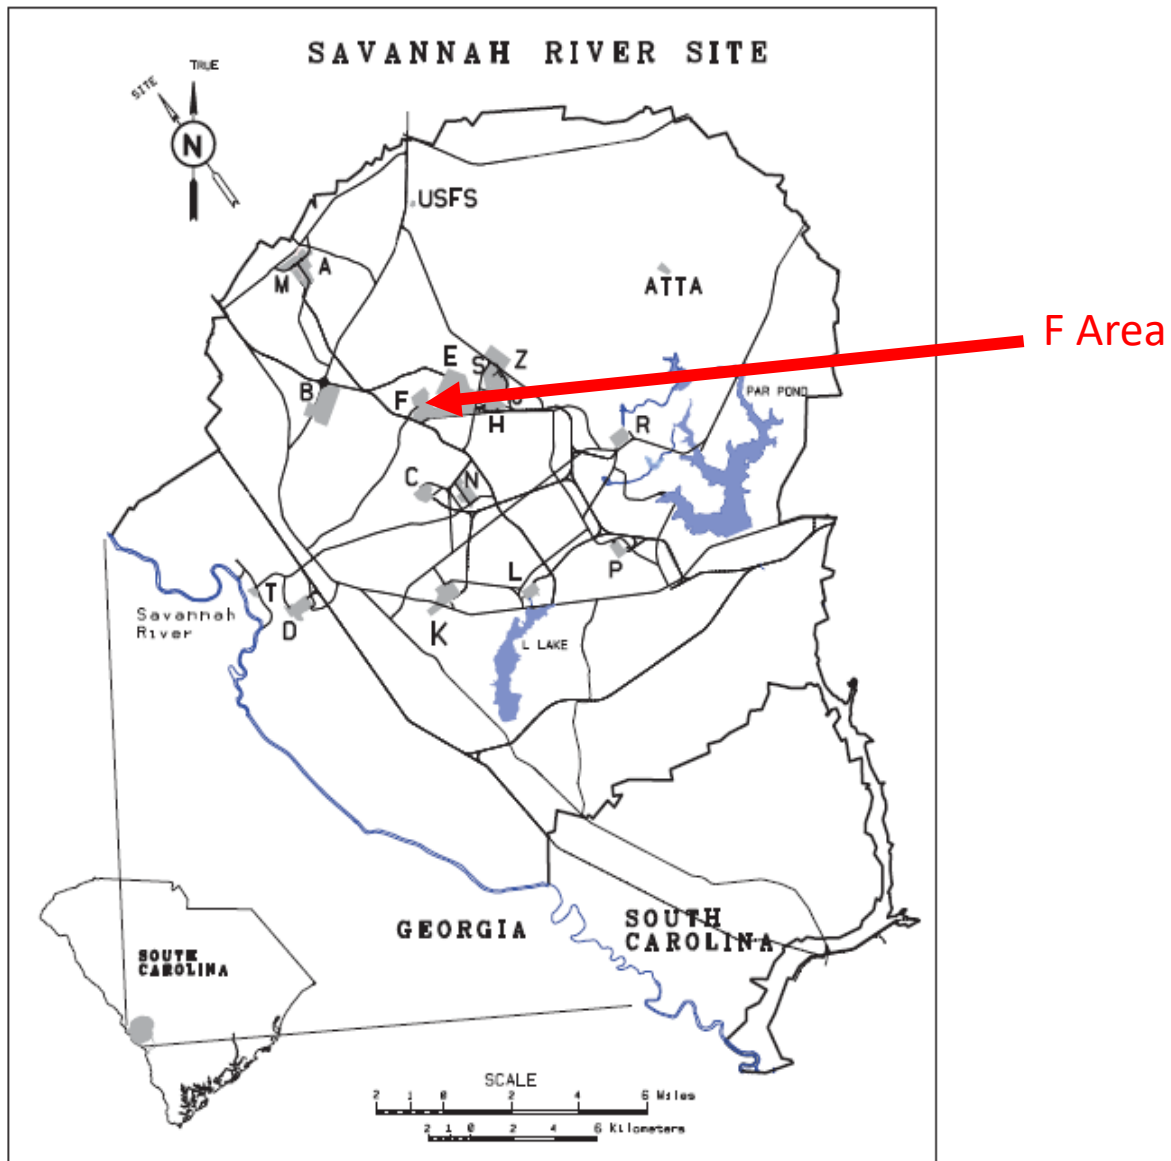 SAVANNAH RIVER SITE
TRUE
SITE
N
USFS
A
M
ATTA
F Area
E
S
Z
B
F
H
PAR POND
R
C
N
P
L
T
D
K
Savannah
River
L LAKE
GEORGIA
SOUTH
CAROLINA
SOUTH
CAROLINA
SCALE
2 1 0 2 4 6 Miles
2 1 0 2 4 6 Kilometers